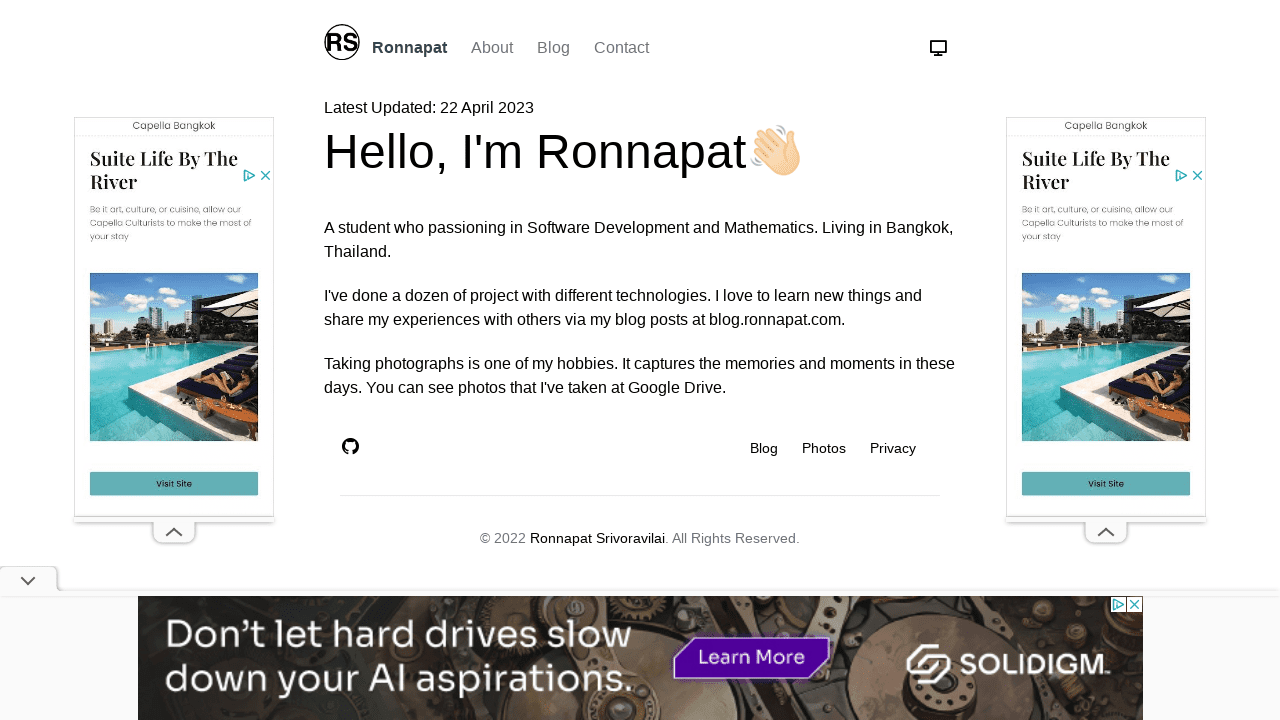 RS
Ronnapat
About
Blog
Contact
Latest Updated: 22 April 2023
Hello, I'm Ronnapat👋🏻
A student who passioning in Software Development and Mathematics. Living in Bangkok,
Thailand.
I've done a dozen of project with different technologies. I love to learn new things and
share my experiences with others via my blog posts at blog.ronnapat.com.
Taking photographs is one of my hobbies. It captures the memories and moments in these
days. You can see photos that I've taken at Google Drive.
Blog
Photos
Privacy
© 2022 Ronnapat Srivoravilai. All Rights Reserved.
Capella Bangkok
Suite Life By The
River
Be it art, culture, or cuisine, allow our
Capella Culturists to make the most of
your stay
Visit Site
Capella Bangkok
Suite Life By The
River
Be it art, culture, or cuisine, allow our
Capella Culturists to make the most of
your stay
Visit Site
Don't let hard drives slow
down your AI aspirations.
Learn More
SOLIDIGM